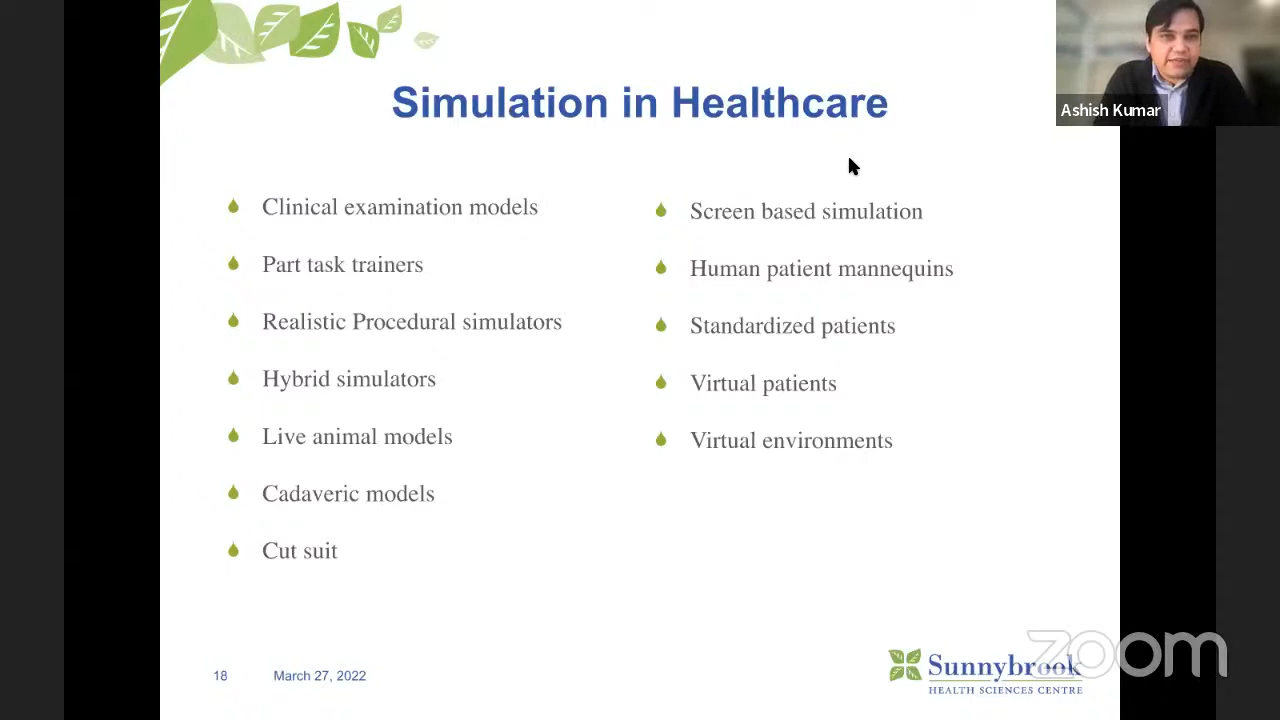 Simulation in Healthcare
Ashish Kumar
Clinical examination models
Part task trainers
Realistic Procedural simulators
Hybrid simulators
Live animal models
Cadaveric models
Cut suit
Screen based simulation
Human patient mannequins
Standardized patients
Virtual patients
Virtual environments
18 March 27, 2022
Sunnybrook
HEALTH SCIENCES CENTRE
zoom